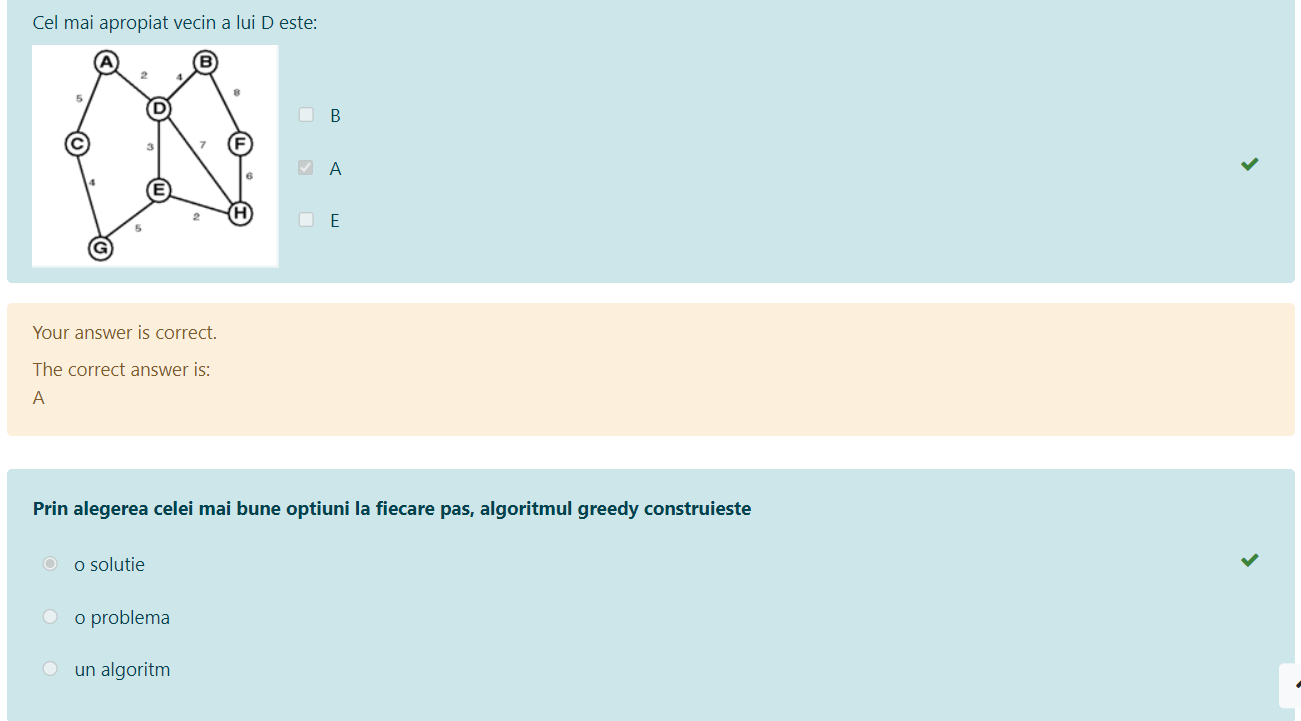 Cel mai apropiat vecin a lui D este:
A
B
2
4
5
8
D
C
3
7
F
4
E
6
2
H
5
G
B
A
E
Your answer is correct.
The correct answer is:
A
Prin alegerea celei mai bune optiuni la fiecare pas, algoritmul greedy construieste
o solutie
o problema
un algoritm